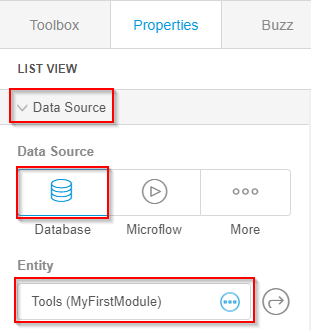 Toolbox Properties Buzz
LIST VIEW
Data Source
Data Source
Database Microflow More
Entity
Tools (MyFirstModule)